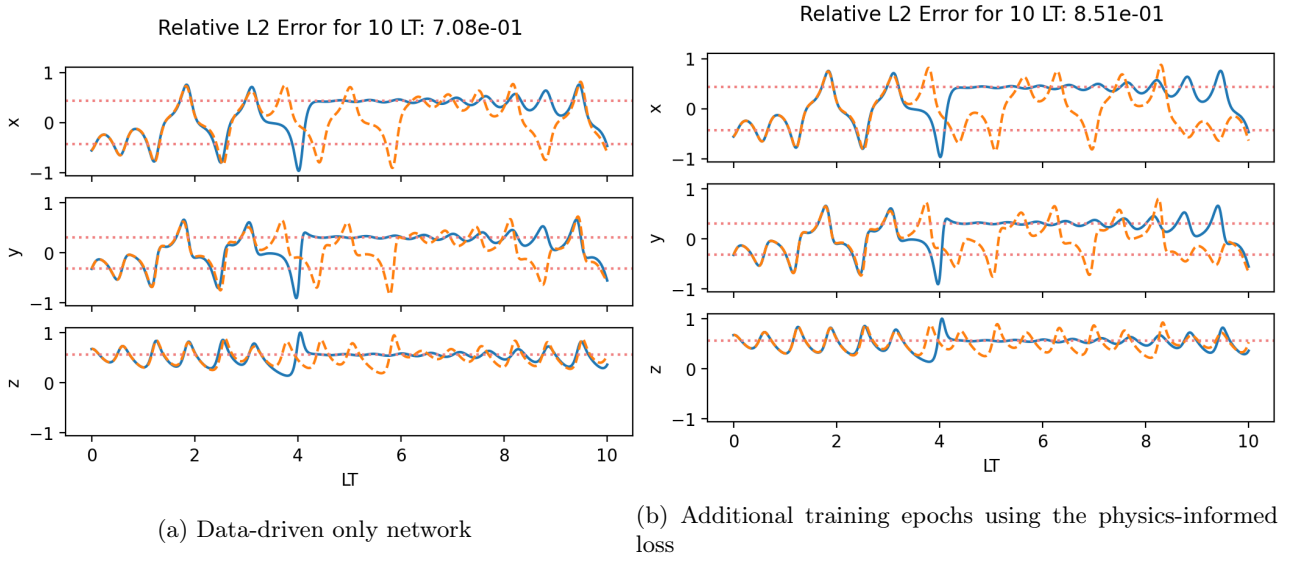 Relative L2 Error for 10 LT: 7.08e-01
1
0
−1
x
1
0
−1
y
1
0
−1
z
0
2
4
6
8
10
LT
(a) Data-driven only network
Relative L2 Error for 10 LT: 8.51e-01
1
0
−1
x
1
0
−1
y
1
0
−1
z
0
2
4
6
8
10
LT
(b) Additional training epochs using the physics-informed
loss